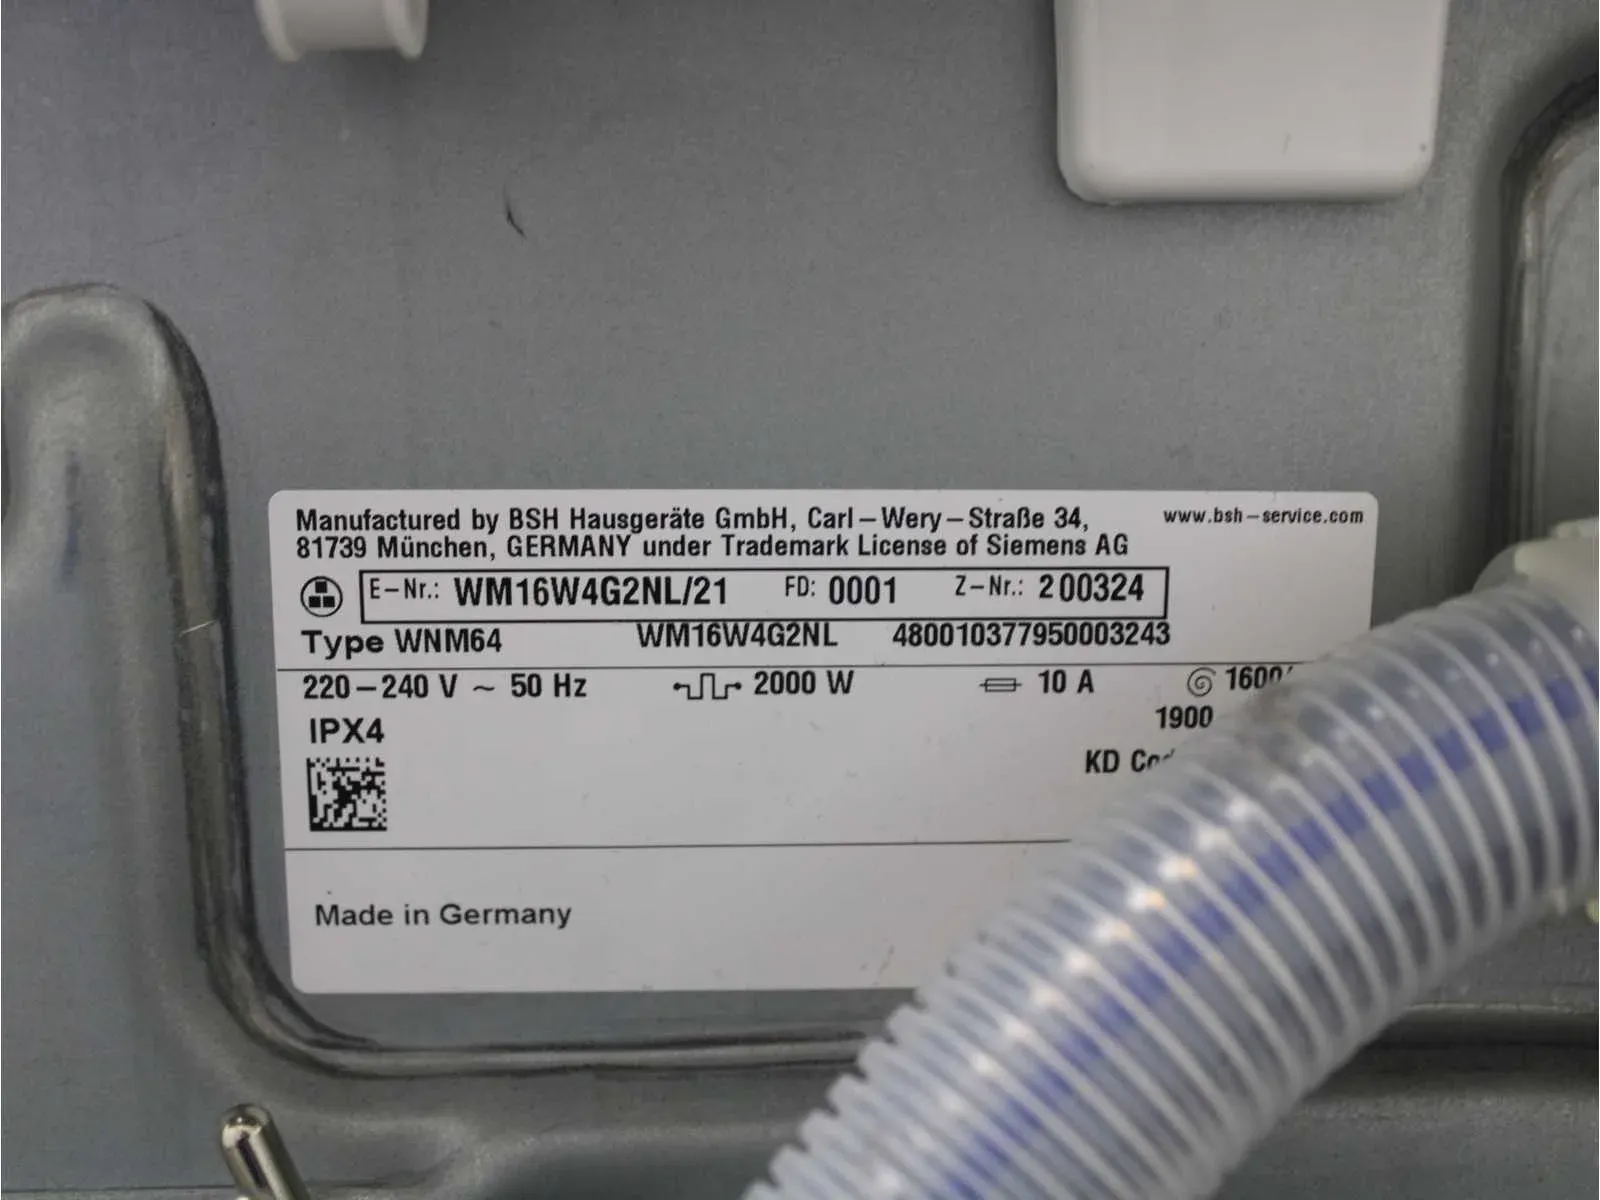 Manufactured by BSH Hausgeräte GmbH, Carl-Wery-Straße 34, www.bsh-service.com
81739 München, GERMANY under Trademark License of Siemens AG
E-Nr.: WM16W4G2NL/21 FD: 0001 Z-Nr.: 200324
Type WNM64 WM16W4G2NL 480010377950003243
220-240 V ~ 50 Hz 2000 W 10 A 1600/
IPX4 1900
KD
Made in Germany